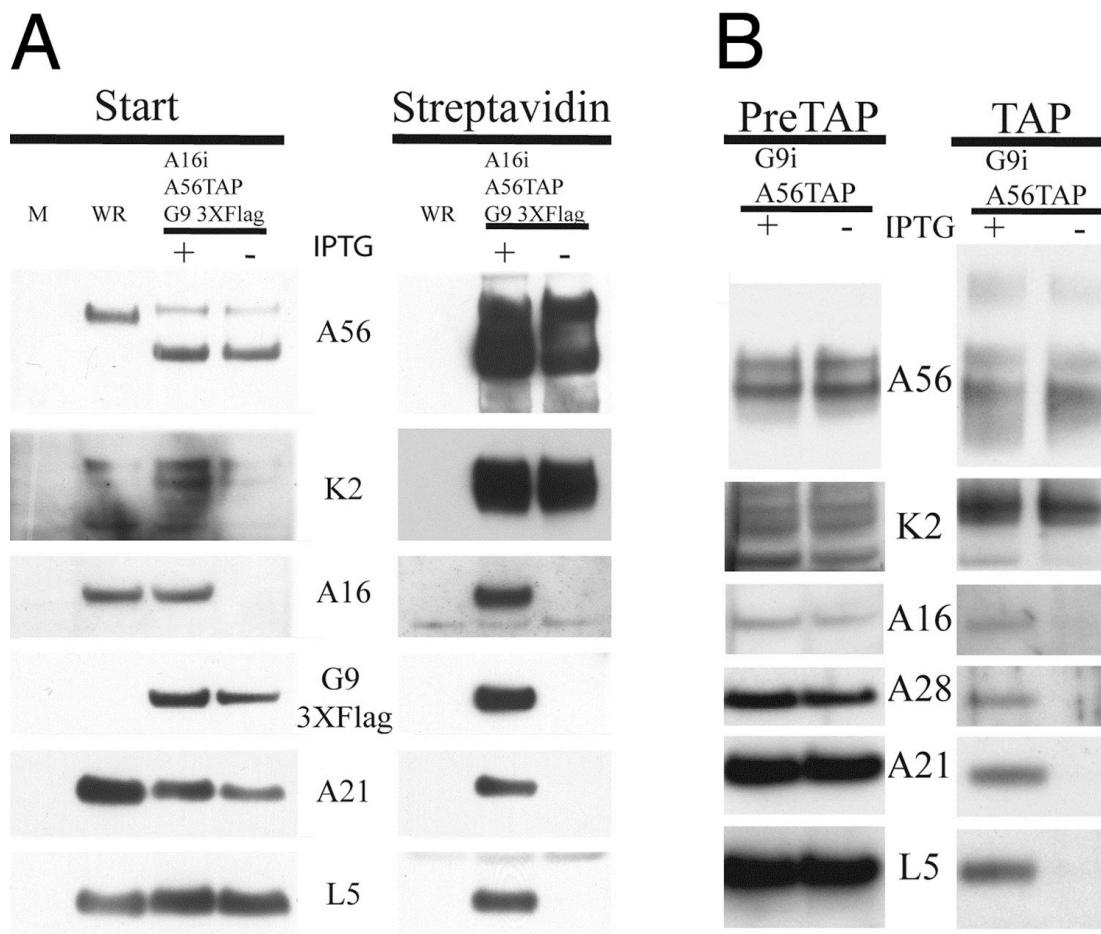 A
B
Start
Streptavidin
PreTAP
TAP
A16i
A56TAP
G9 3XFlag
A16i
A56TAP
G9 3XFlag
G9i
A56TAP
G9i
A56TAP
M
WR
WR
+
-
IPTG
+
-
+
-
IPTG
+
-
A56
K2
A16
G9
3XFlag
A21
L5
A56
K2
A16
A28
A21
L5